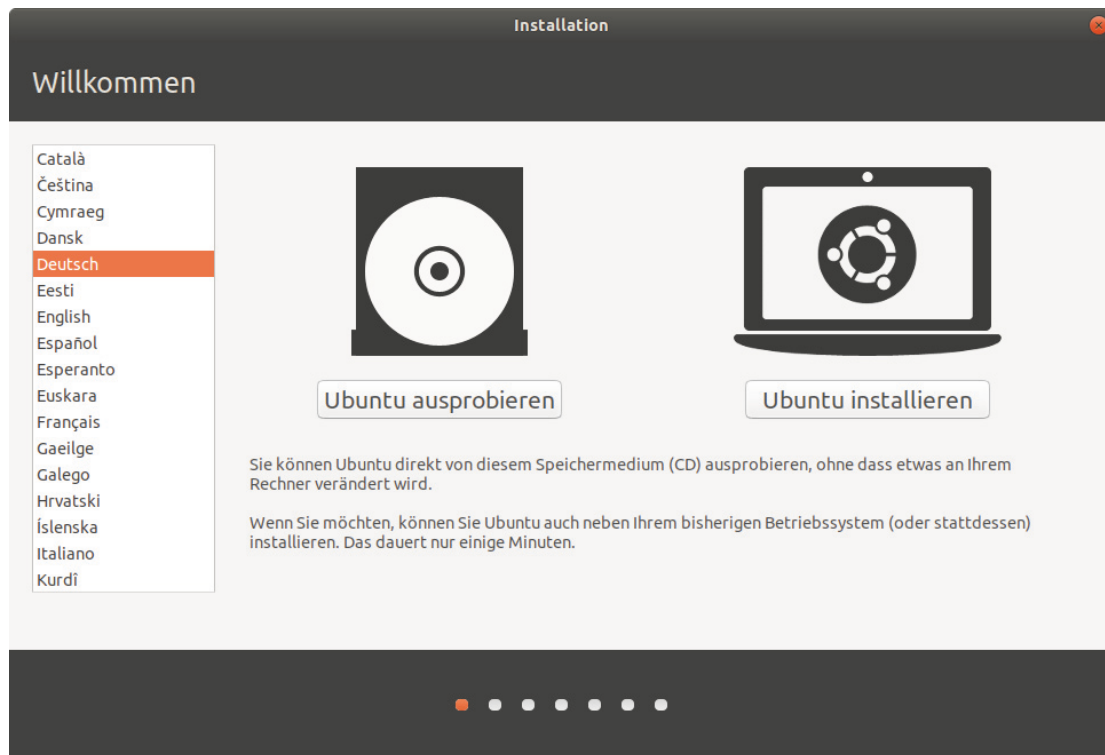 Installation
Willkommen
Català
Čeština
Cymraeg
Dansk
Deutsch
Eesti
English
Español
Esperanto
Euskara
Français
Gaeilge
Galego
Hrvatski
Íslenska
Italiano
Kurdî
Ubuntu ausprobieren
Ubuntu installieren
Sie können Ubuntu direkt von diesem Speichermedium (CD) ausprobieren, ohne dass etwas an Ihrem
Rechner verändert wird.
Wenn Sie möchten, können Sie Ubuntu auch neben Ihrem bisherigen Betriebssystem (oder stattdessen)
installieren. Das dauert nur einige Minuten.